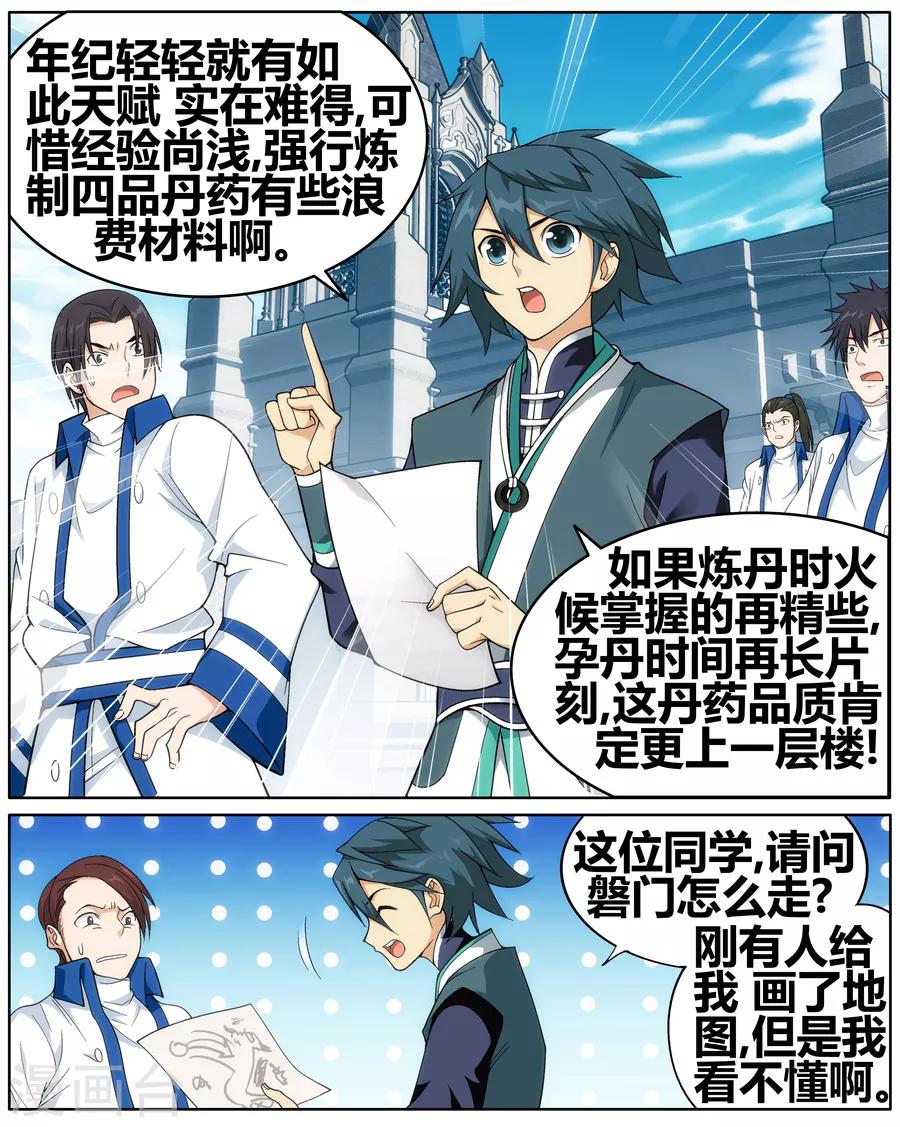 年纪轻轻就有如
此天赋 实在难得,可
惜经验尚浅,强行炼
制四品丹药有些浪
费材料啊。
如果炼丹时火
候掌握的再精些,
孕丹时间再长片
刻,这丹药品质肯
定更上一层楼!
这位同学,请问
磐门怎么走?
刚有人给
我 画了地
图,但是我
看不懂啊。
漫画台